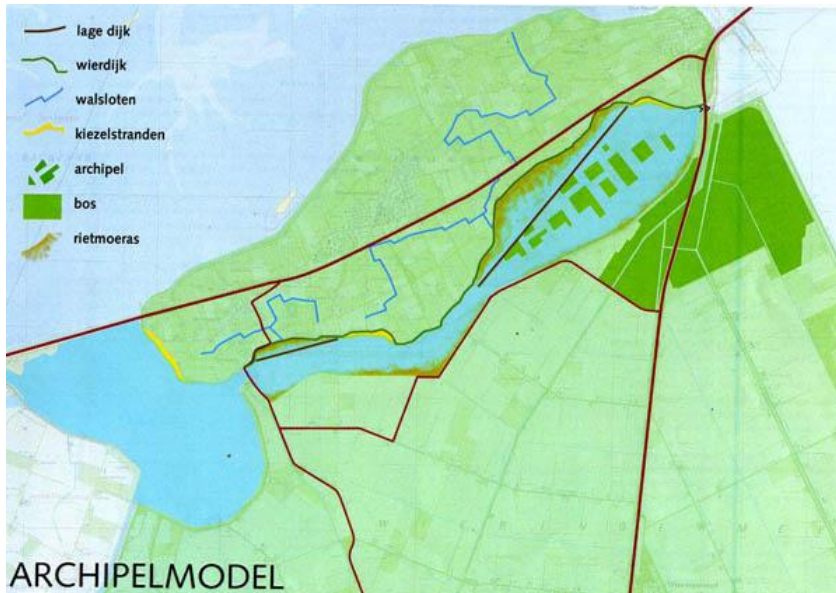 lage dijk
wierdijk
walsloten
kiezelstranden
archipel
bos
rietmoeras
ARCHIPELMODEL